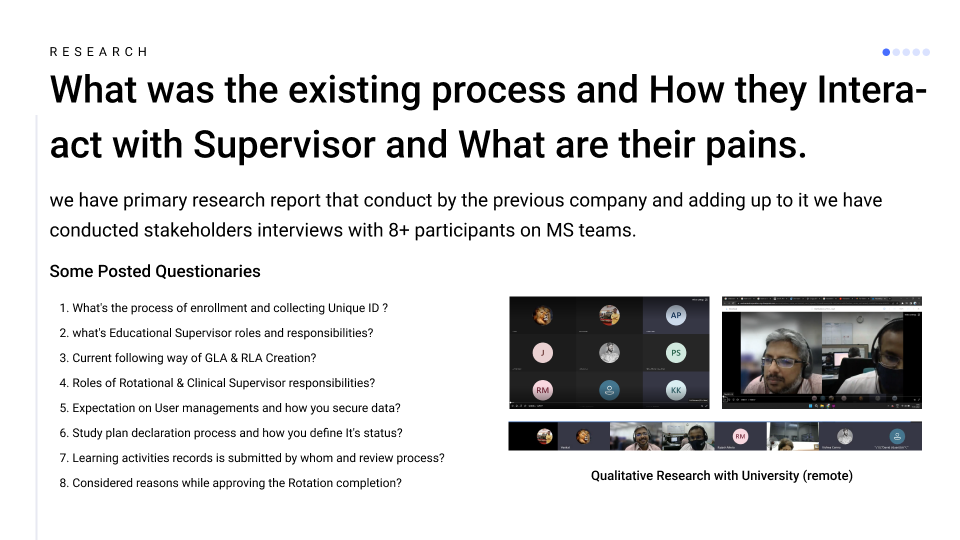 RESEARCH
What was the existing process and How they Intera-
act with Supervisor and What are their pains.
we have primary research report that conduct by the previous company and adding up to it we have
conducted stakeholders interviews with 8+ participants on MS teams.
Some Posted Questionaries
1. What's the process of enrollment and collecting Unique ID ?
2. what's Educational Supervisor roles and responsibilities?
3. Current following way of GLA & RLA Creation?
4. Roles of Rotational & Clinical Supervisor responsibilities?
5. Expectation on User managements and how you secure data?
6. Study plan declaration process and how you define It's status?
7. Learning activities records is submitted by whom and review process?
8. Considered reasons while approving the Rotation completion?
AP
J
PS
RM
KK
RM
Qualitative Research with University (remote)